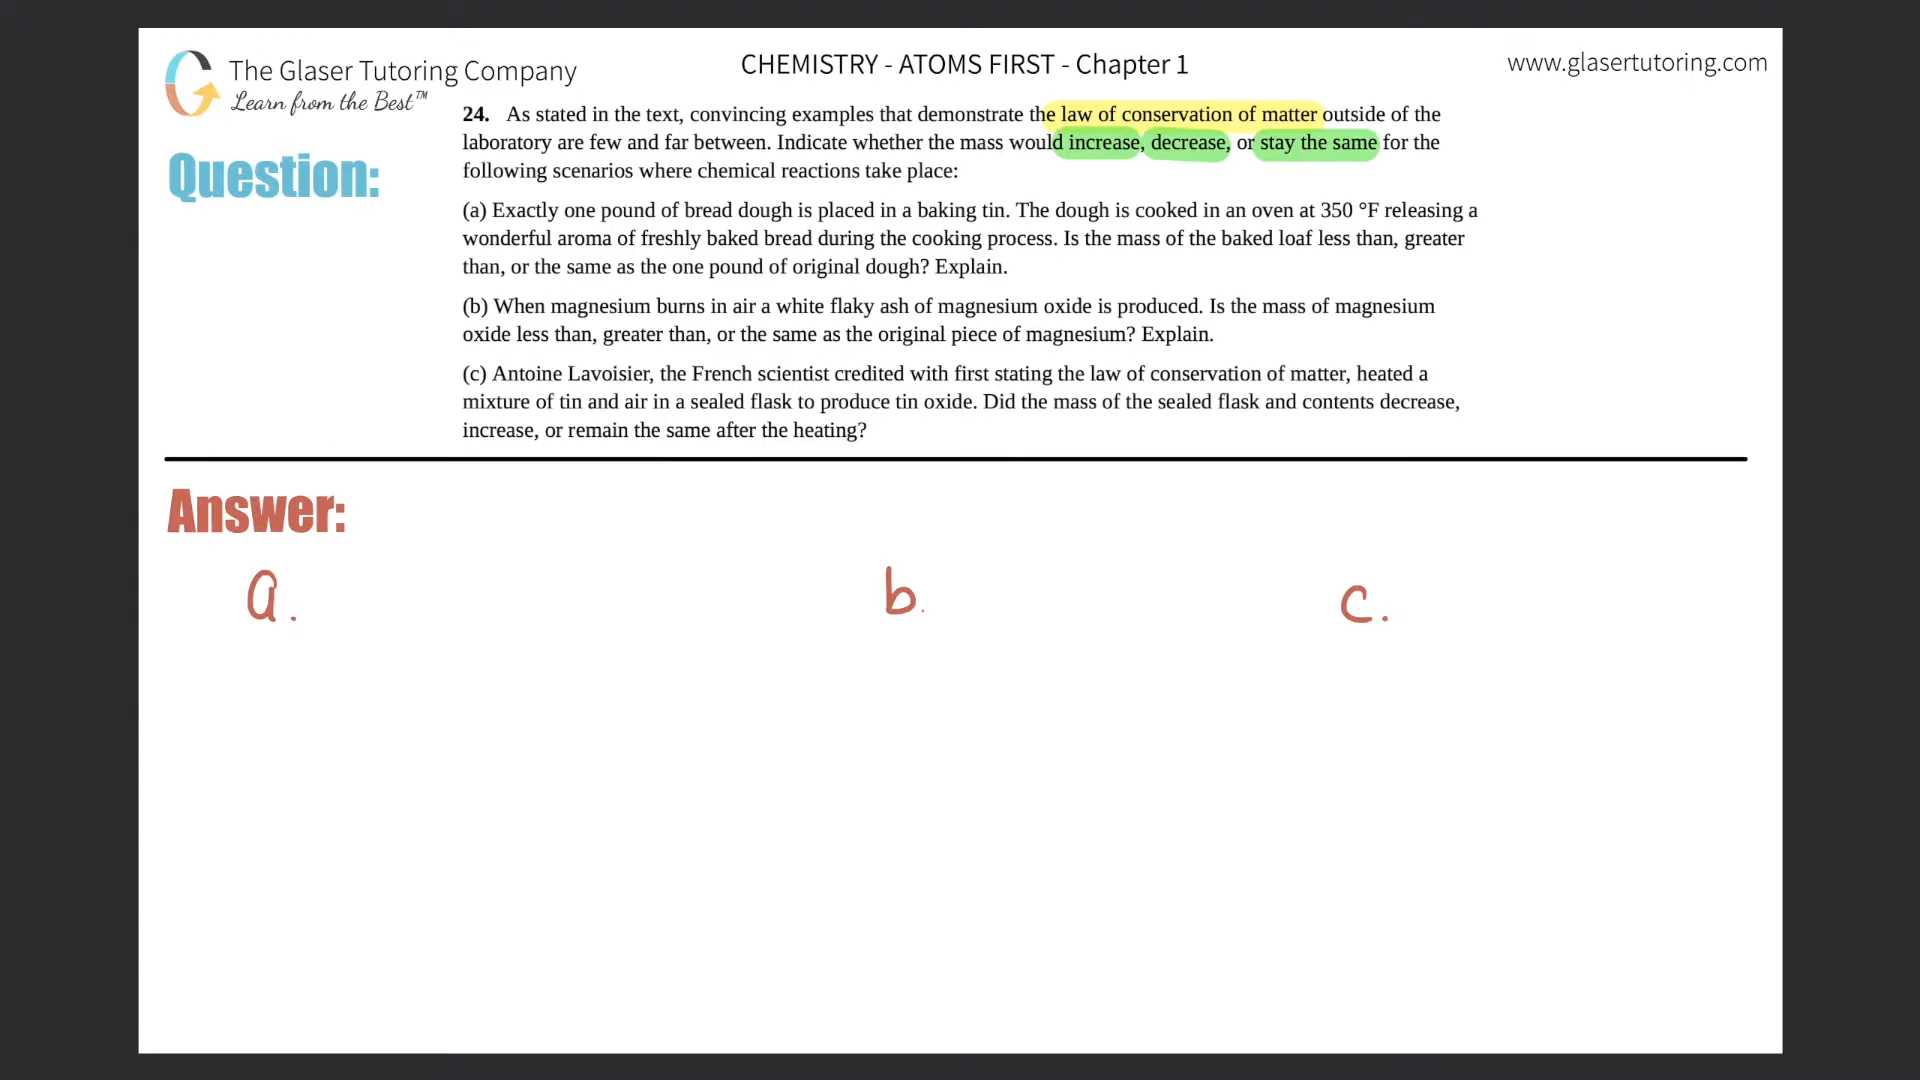 The Glaser Tutoring Company
Learn from the Best™
CHEMISTRY - ATOMS FIRST - Chapter 1
www.glasertutoring.com
Question:
24. As stated in the text, convincing examples that demonstrate the law of conservation of matter outside of the
laboratory are few and far between. Indicate whether the mass would increase, decrease, or stay the same for the
following scenarios where chemical reactions take place:
(a) Exactly one pound of bread dough is placed in a baking tin. The dough is cooked in an oven at 350 °F releasing a
wonderful aroma of freshly baked bread during the cooking process. Is the mass of the baked loaf less than, greater
than, or the same as the one pound of original dough? Explain.
(b) When magnesium burns in air a white flaky ash of magnesium oxide is produced. Is the mass of magnesium
oxide less than, greater than, or the same as the original piece of magnesium? Explain.
(c) Antoine Lavoisier, the French scientist credited with first stating the law of conservation of matter, heated a
mixture of tin and air in a sealed flask to produce tin oxide. Did the mass of the sealed flask and contents decrease,
increase, or remain the same after the heating?
Answer:
a. b. c.